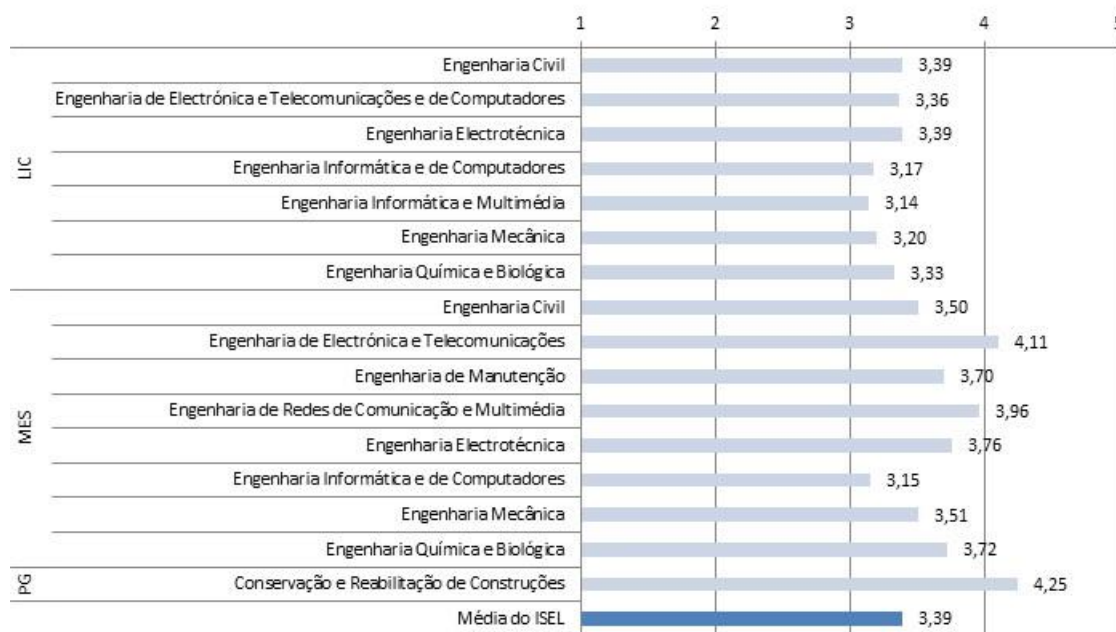 1 2 3 4 5
LIC
Engenharia Civil 3,39
Engenharia de Electrónica e Telecomunicações e de Computadores 3,36
Engenharia Electrotécnica 3,39
Engenharia Informática e de Computadores 3,17
Engenharia Informática e Multimédia 3,14
Engenharia Mecânica 3,20
Engenharia Química e Biológica 3,33
MES
Engenharia Civil 3,50
Engenharia de Electrónica e Telecomunicações 4,11
Engenharia de Manutenção 3,70
Engenharia de Redes de Comunicação e Multimédia 3,96
Engenharia Electrotécnica 3,76
Engenharia Informática e de Computadores 3,15
Engenharia Mecânica 3,51
Engenharia Química e Biológica 3,72
PG
Conservação e Reabilitação de Construções 4,25
Média do ISEL 3,39